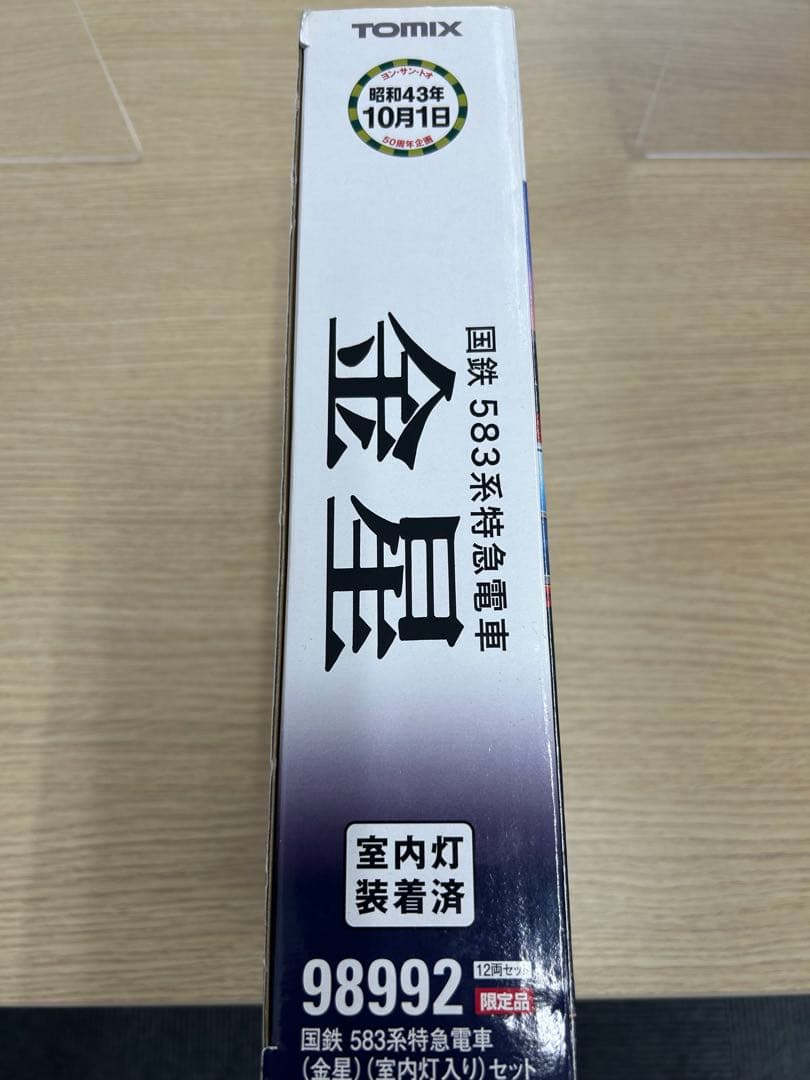 TOMIX
ヨン・サン・トオ
昭和43年
10月1日
50周年企画
国鉄 583系特急電車
金星
室内灯
装着済
98992
12両セット
限定品
国鉄 583系特急電車
(金星)(室内灯入り)セット